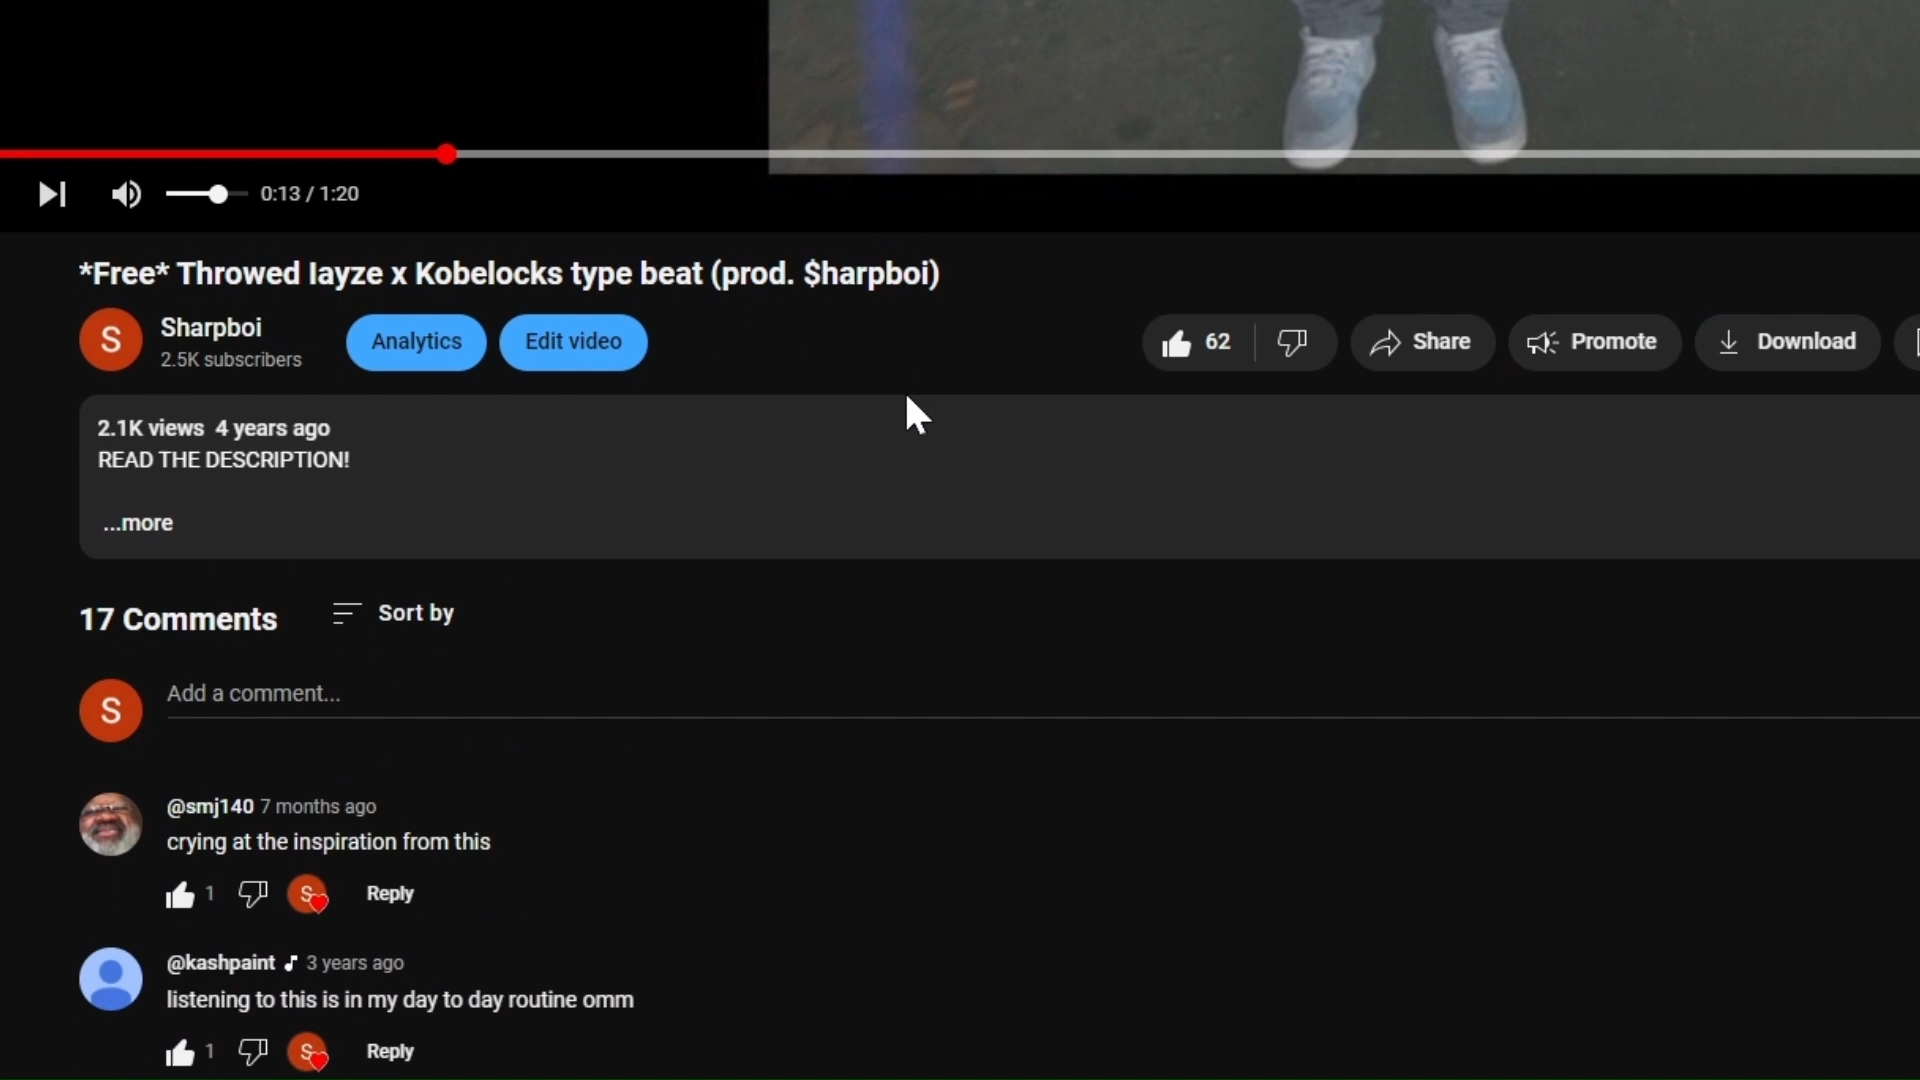 0:13 / 1:20
*Free* Throwed Iayze x Kobelocks type beat (prod. $harpboi)
S
Sharpboi
2.5K subscribers
Analytics
Edit video
62
Share
Promote
Download
2.1K views 4 years ago
READ THE DESCRIPTION!
...more
17 Comments
Sort by
S
Add a comment...
@smj140 7 months ago
crying at the inspiration from this
1
S
Reply
@kashpaint 3 years ago
listening to this is in my day to day routine omm
1
S
Reply